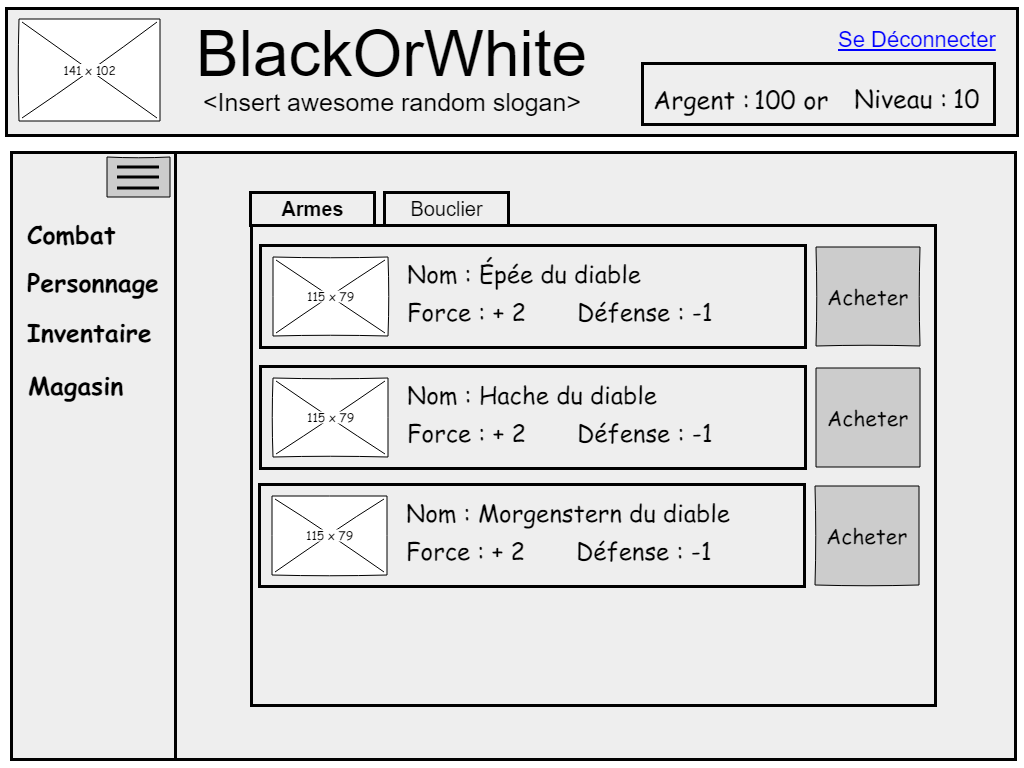 141 x 102
BlackOrWhite
<Insert awesome random slogan>
Se Déconnecter
Argent : 100 or Niveau : 10
Combat
Personnage
Inventaire
Magasin
Armes Bouclier
115 x 79
Nom : Épée du diable
Force : + 2 Défense : -1
Acheter
115 x 79
Nom : Hache du diable
Force : + 2 Défense : -1
Acheter
115 x 79
Nom : Morgenstern du diable
Force : + 2 Défense : -1
Acheter